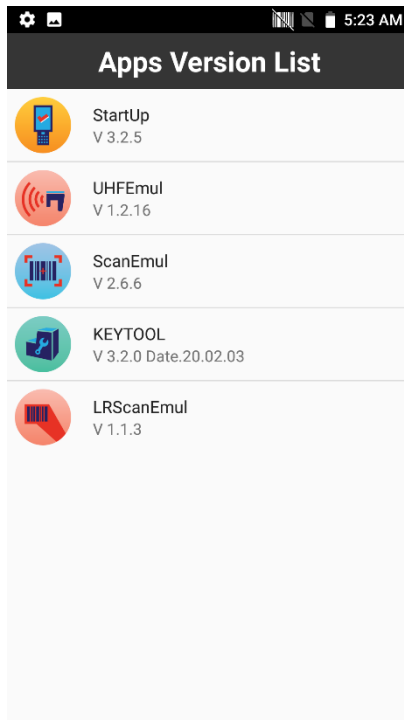 5:23 AM
Apps Version List
StartUp
V 3.2.5
UHFEmul
V 1.2.16
ScanEmul
V 2.6.6
KEYTOOL
V 3.2.0 Date.20.02.03
LRScanEmul
V 1.1.3